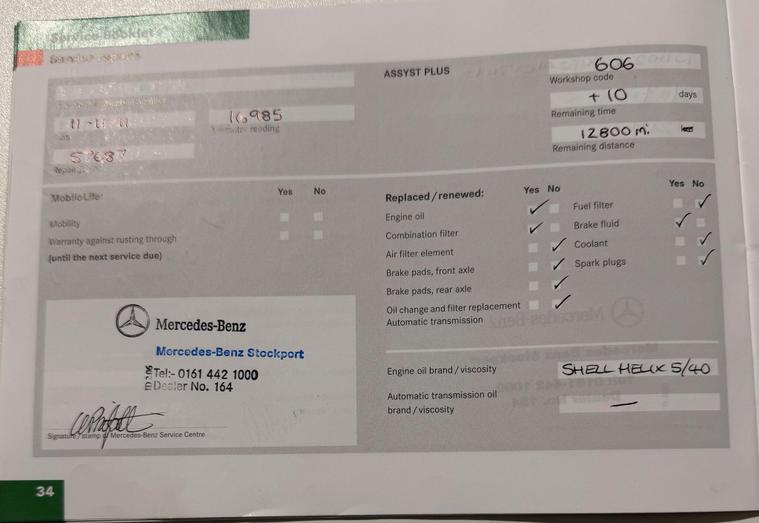 Service Booklet
ASSYST PLUS
606
Workshop code
+10 days
Remaining time
12800 m.
Remaining distance
11-11-11
16985
reading
Mobilo Life:
Yes No
Mobility
Warranty against rusting through
(until the next service due)
Replaced / renewed:
Yes No
Engine oil
Combination filter
Air filter element
Brake pads, front axle
Brake pads, rear axle
Oil change and filter replacement
Automatic transmission
Yes No
Fuel filter
Brake fluid
Coolant
Spark plugs
Mercedes-Benz
Mercedes-Benz Stockport
Tel:- 0161 442 1000
Dealer No. 164
Signature / stamp of Mercedes-Benz Service Centre
Engine oil brand / viscosity
SHELL HELIX 5/40
Automatic transmission oil
brand / viscosity
34